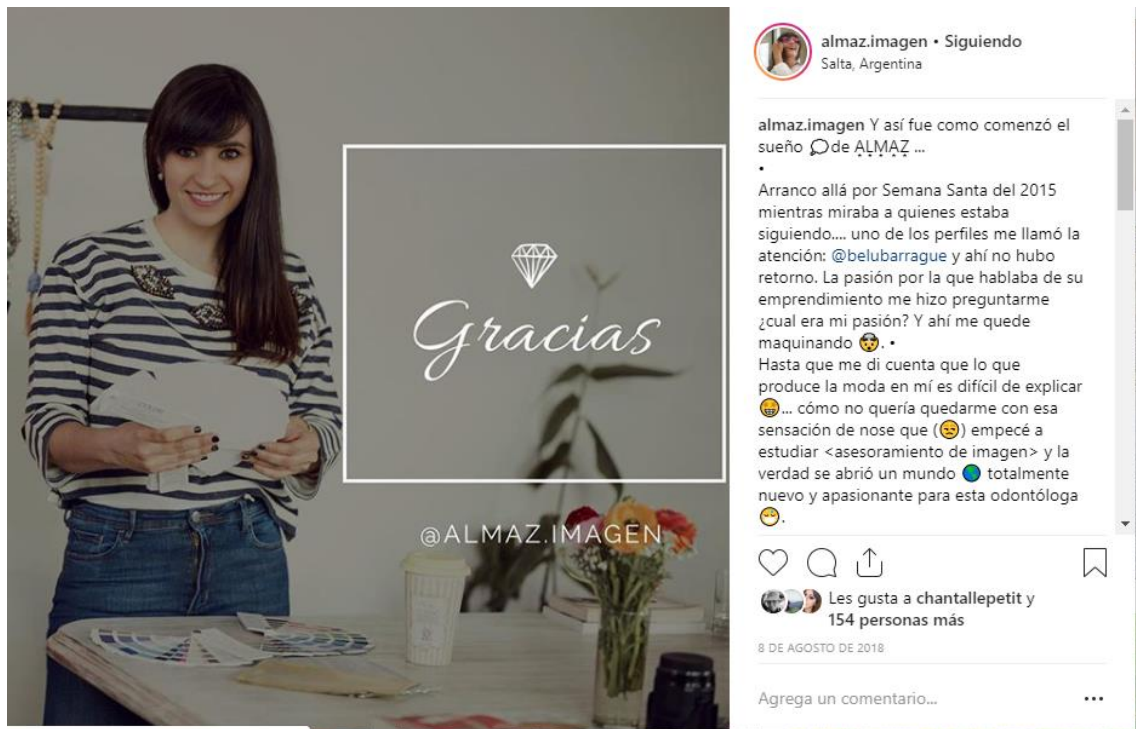 Gracias
@ALMAZ.IMAGEN
almaz.imagen • Siguiendo
Salta, Argentina
almaz.imagen Y así fue como comenzó el
sueño 💭de ALMAZ ...
•
Arranco allá por Semana Santa del 2015
mientras miraba a quienes estaba
siguiendo.... uno de los perfiles me llamó la
atención: @belubarrague y ahí no hubo
retorno. La pasión por la que hablaba de su
emprendimiento me hizo preguntarme
¿cual era mi pasión? Y ahí me quede
maquinando 🤯. •
Hasta que me di cuenta que lo que
produce la moda en mí es difícil de explicar
😁... cómo no quería quedarme con esa
sensación de nose que (😒) empecé a
estudiar <asesoramiento de imagen> y la
verdad se abrió un mundo 🌎 totalmente
nuevo y apasionante para esta odontóloga
😷.
Les gusta a chantallepetit y
154 personas más
8 DE AGOSTO DE 2018
Agrega un comentario...